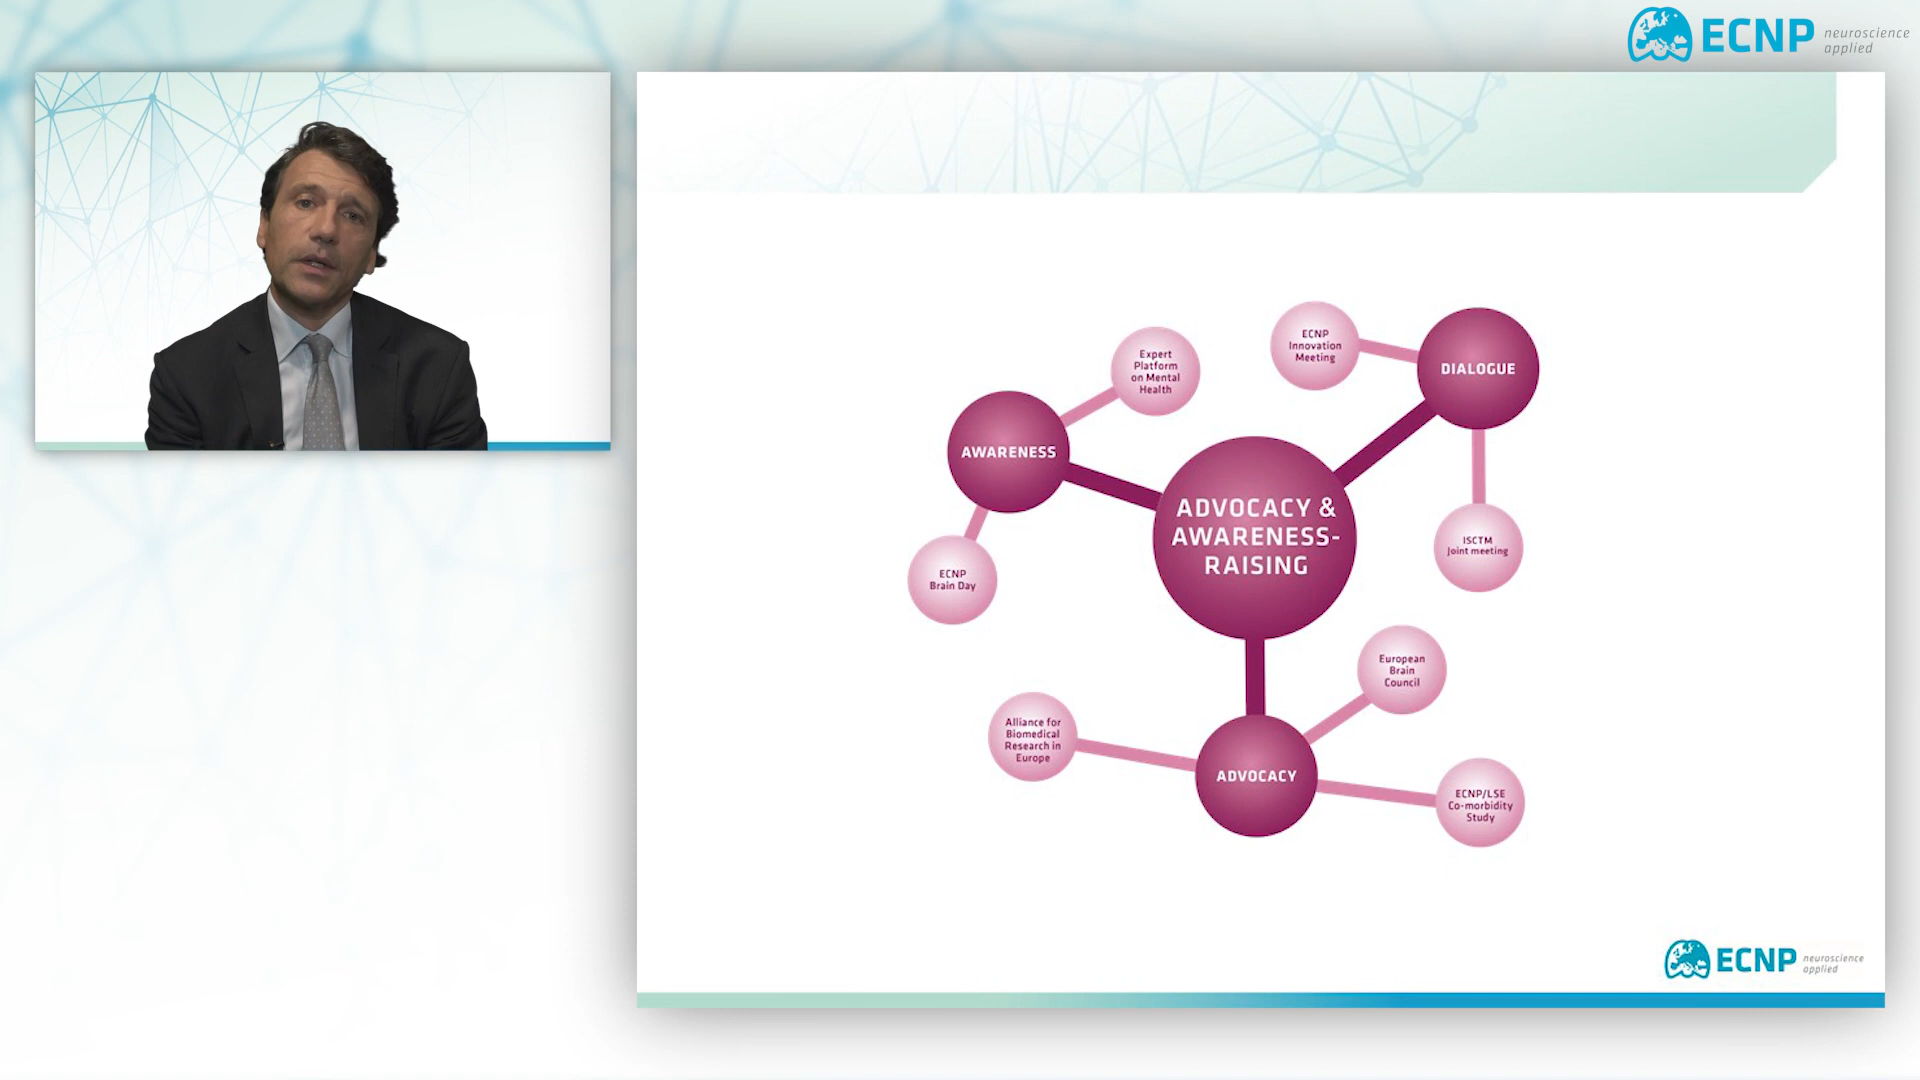 ECNP
neuroscience
applied
ECNP
Innovation
Meeting
DIALOGUE
Expert
Platform
on Mental
Health
AWARENESS
ADVOCACY &
AWARENESS-
RAISING
ISCTM
Joint meeting
ECNP
Brain Day
European
Brain
Council
Alliance for
Biomedical
Research in
Europe
ADVOCACY
ECNP/LSE
Co-morbidity
Study
ECNP
neuroscience
applied